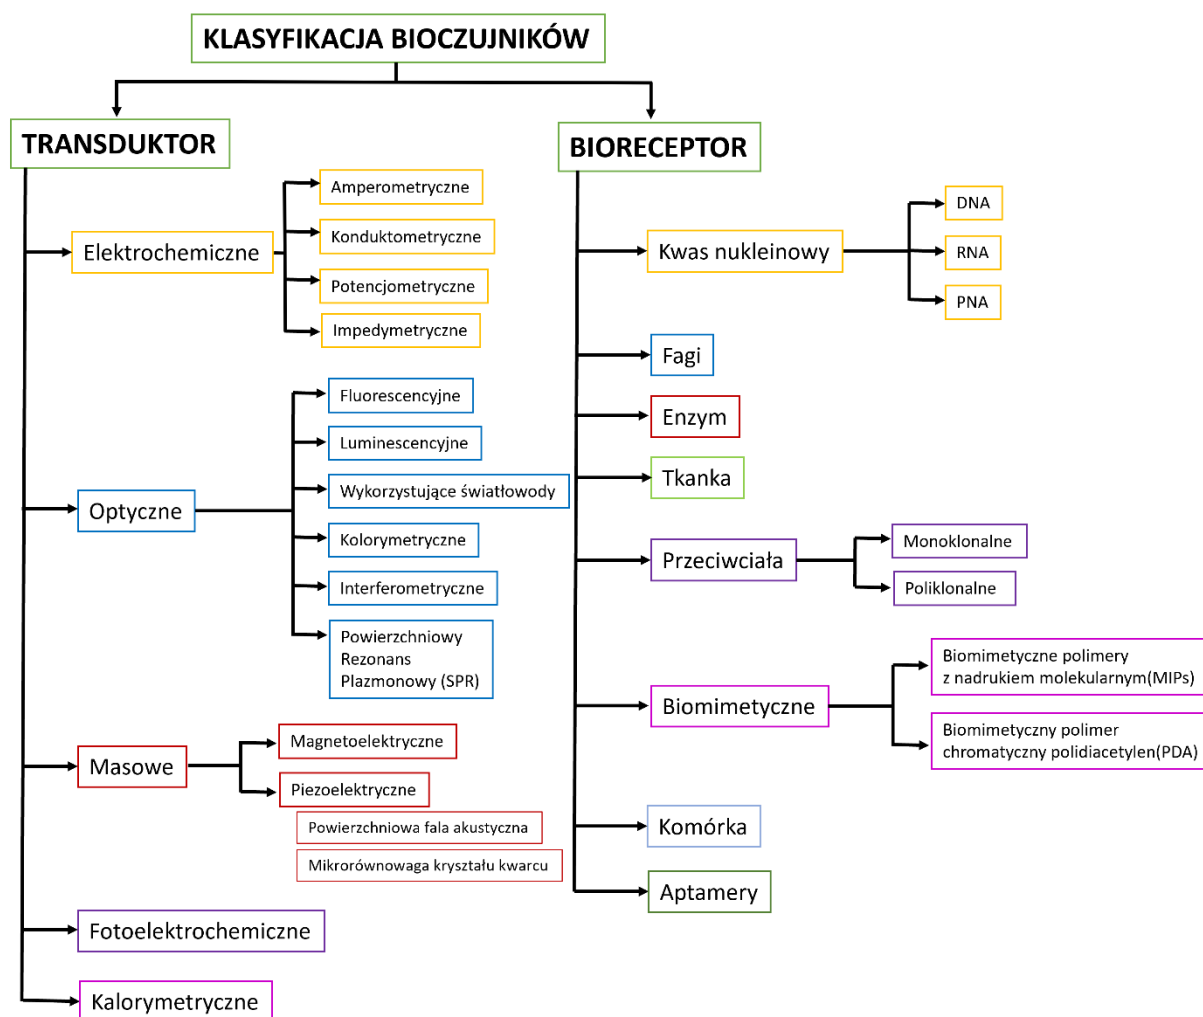 KLASYFIKACJA BIOCZUJNIKÓW
TRANSDUKTOR
Elektrochemiczne
Amperometryczne
Konduktometryczne
Potencjometryczne
Impedymetryczne
Optyczne
Fluorescencyjne
Luminescencyjne
Wykorzystujące światłowody
Kolorymetryczne
Interferometryczne
Powierzchniowy
Rezonans
Plazmonowy (SPR)
Masowe
Magnetoelektryczne
Piezoelektryczne
Powierzchniowa fala akustyczna
Mikrorównowaga kryształu kwarcu
Fotoelektrochemiczne
Kalorymetryczne
BIORECEPTOR
Kwas nukleinowy
DNA
RNA
PNA
Fagi
Enzym
Tkanka
Przeciwciała
Monoklonalne
Poliklonalne
Biomimetyczne
Biomimetyczne polimery
z nadrukiem molekularnym(MIPs)
Biomimetyczny polimer
chromatyczny polidiacetylen(PDA)
Komórka
Aptamery